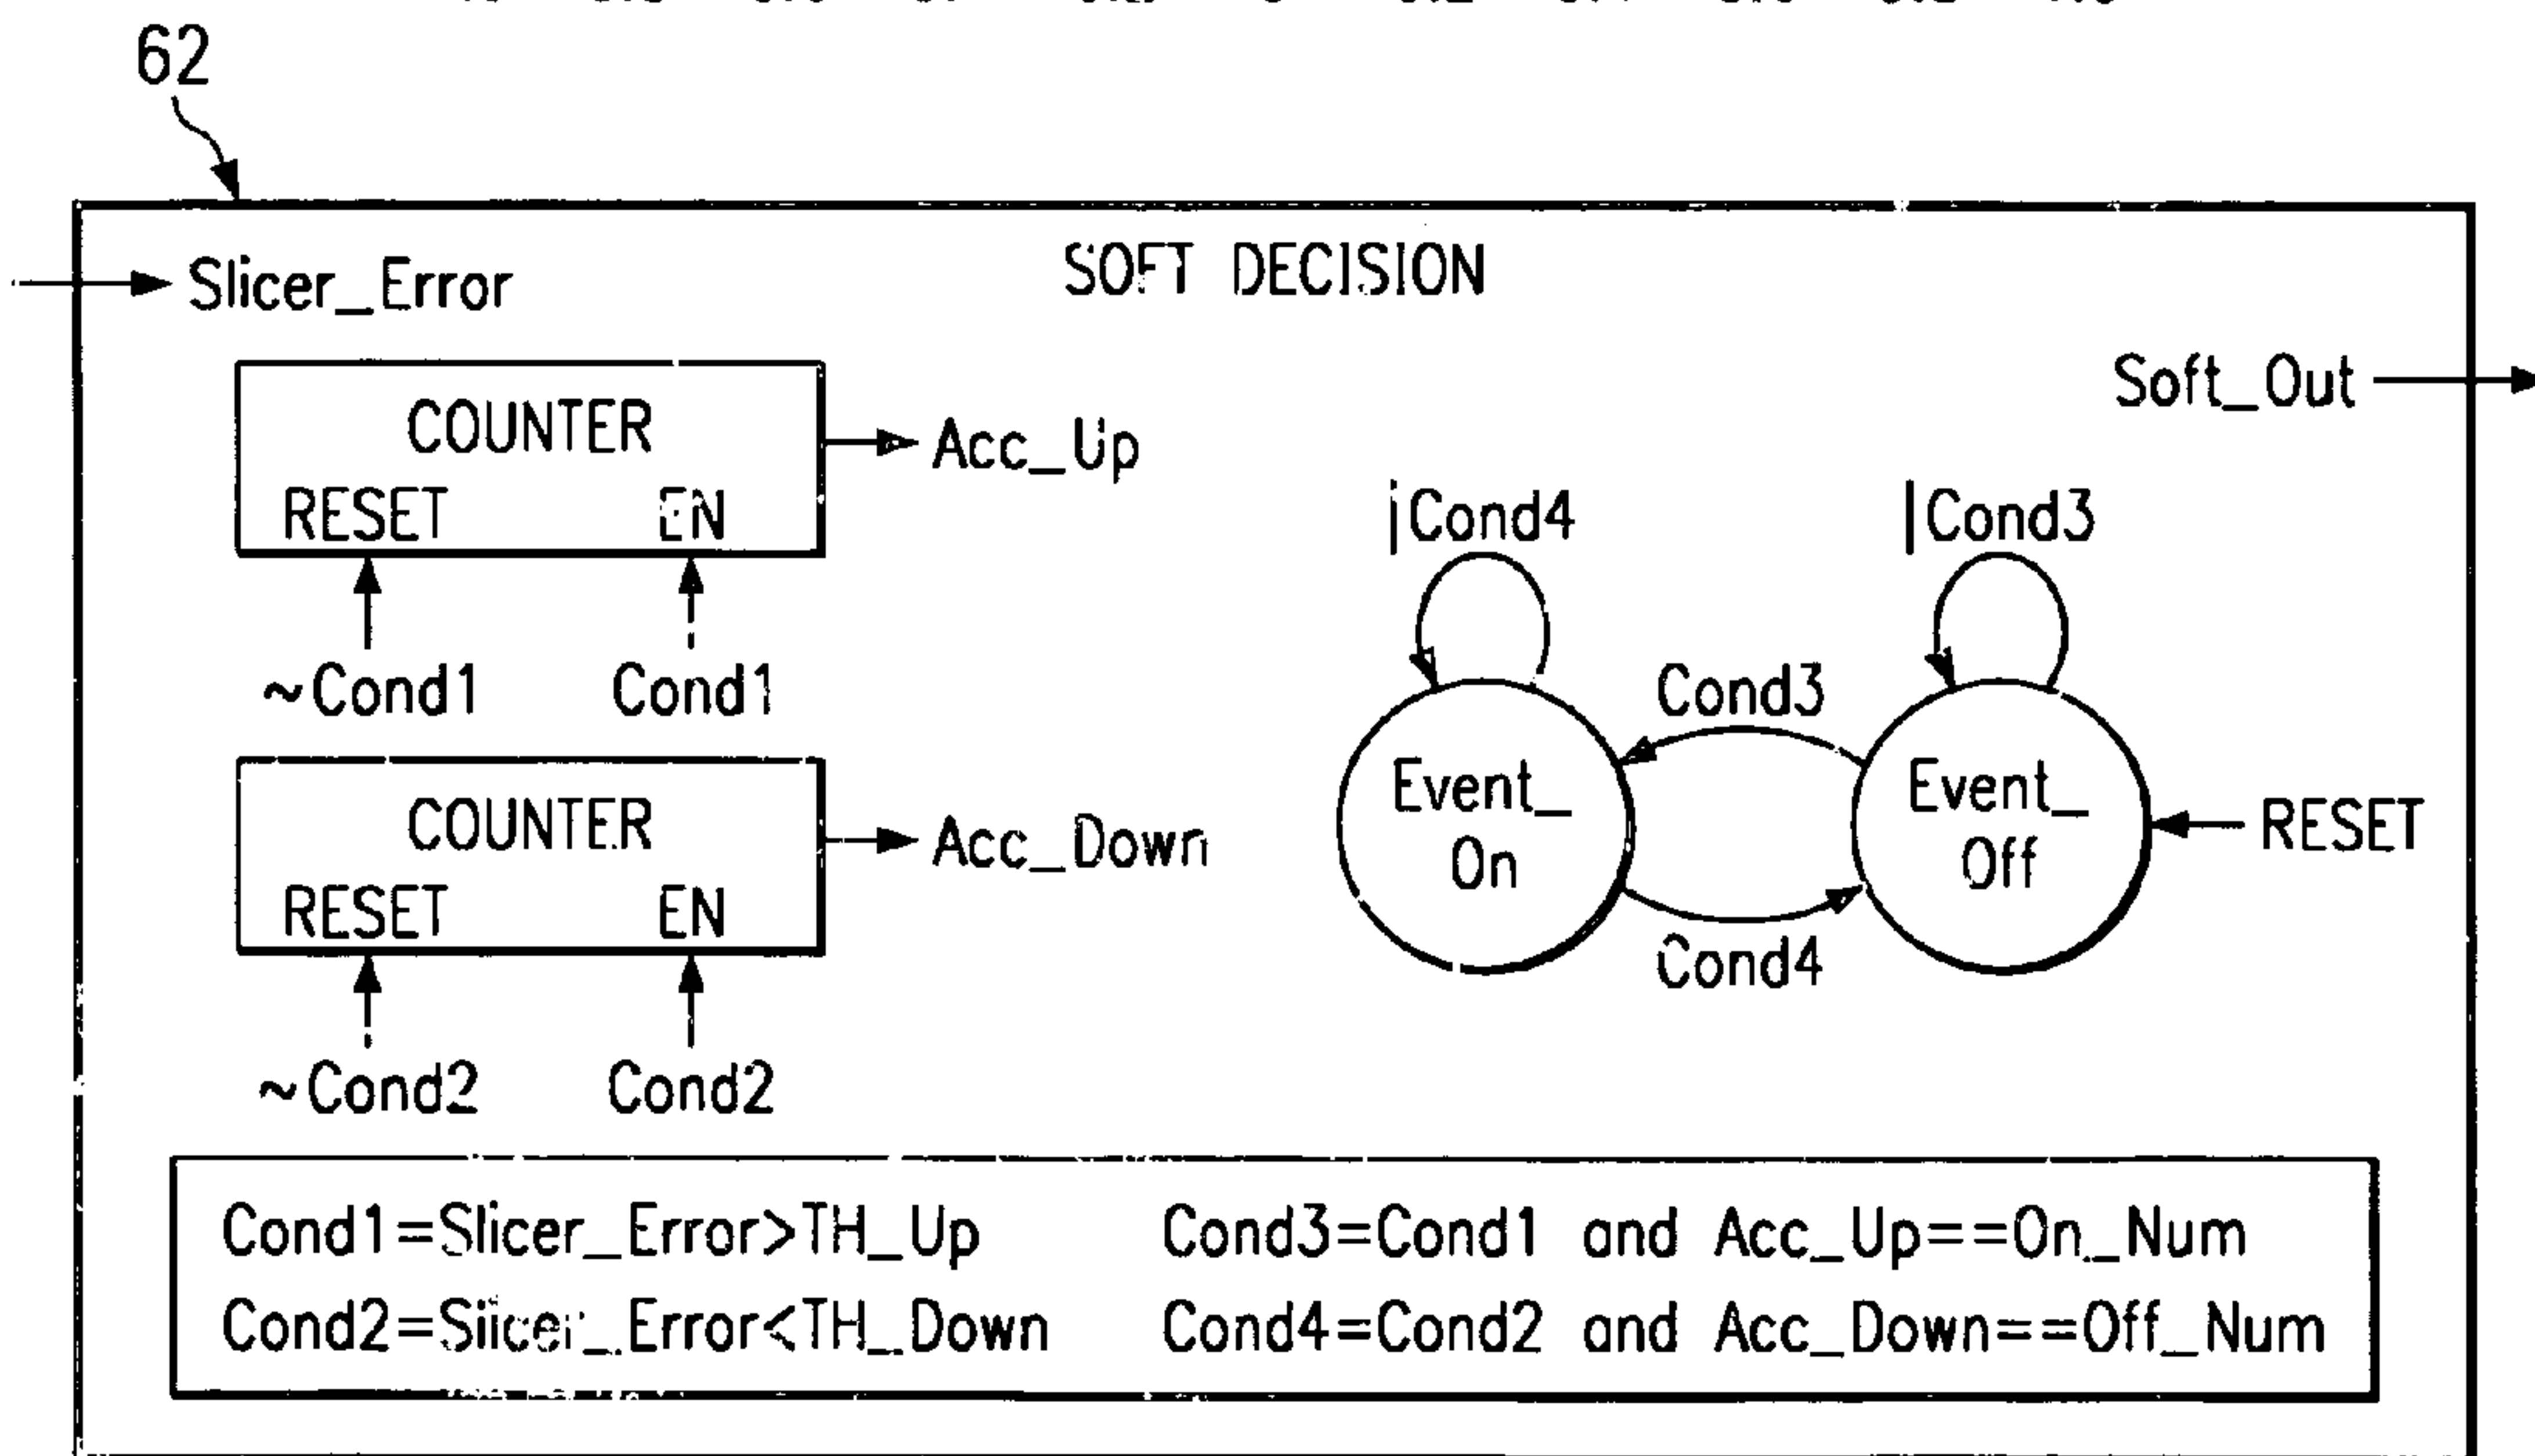 62
SOFT DECISION
Slicer_Error
Soft_Out
COUNTER
RESET EN
Acc_Up
~Cond1 Cond1
COUNTER
RESET EN
Acc_Down
~Cond2 Cond2
|Cond4
|Cond3
Cond3
Event_
On
Event_
Off
RESET
Cond4
Cond1=Slicer_Error>TH_Up Cond3=Cond1 and Acc_Up==On_Num
Cond2=Slicer_Error<TH_Down Cond4=Cond2 and Acc_Down==Off_Num